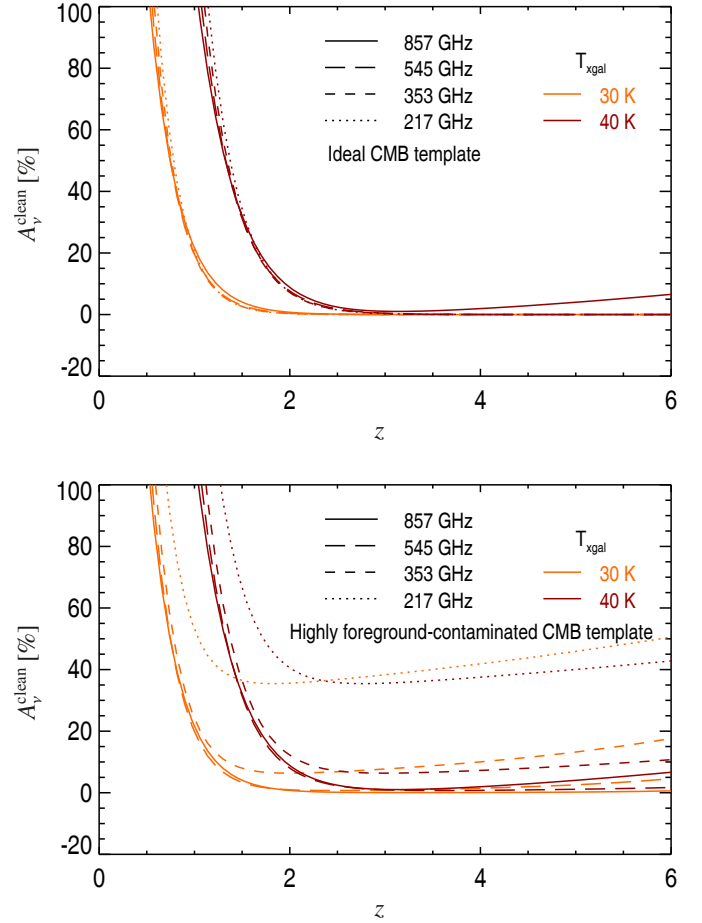 100
80
60
40
20
0
-20
A_ν^clean [%]
857 GHz
545 GHz
353 GHz
217 GHz
T_xgal
30 K
40 K
Ideal CMB template
0 2 4 6
z
100
80
60
40
20
0
-20
A_ν^clean [%]
857 GHz
545 GHz
353 GHz
217 GHz
T_xgal
30 K
40 K
Highly foreground-contaminated CMB template
0 2 4 6
z